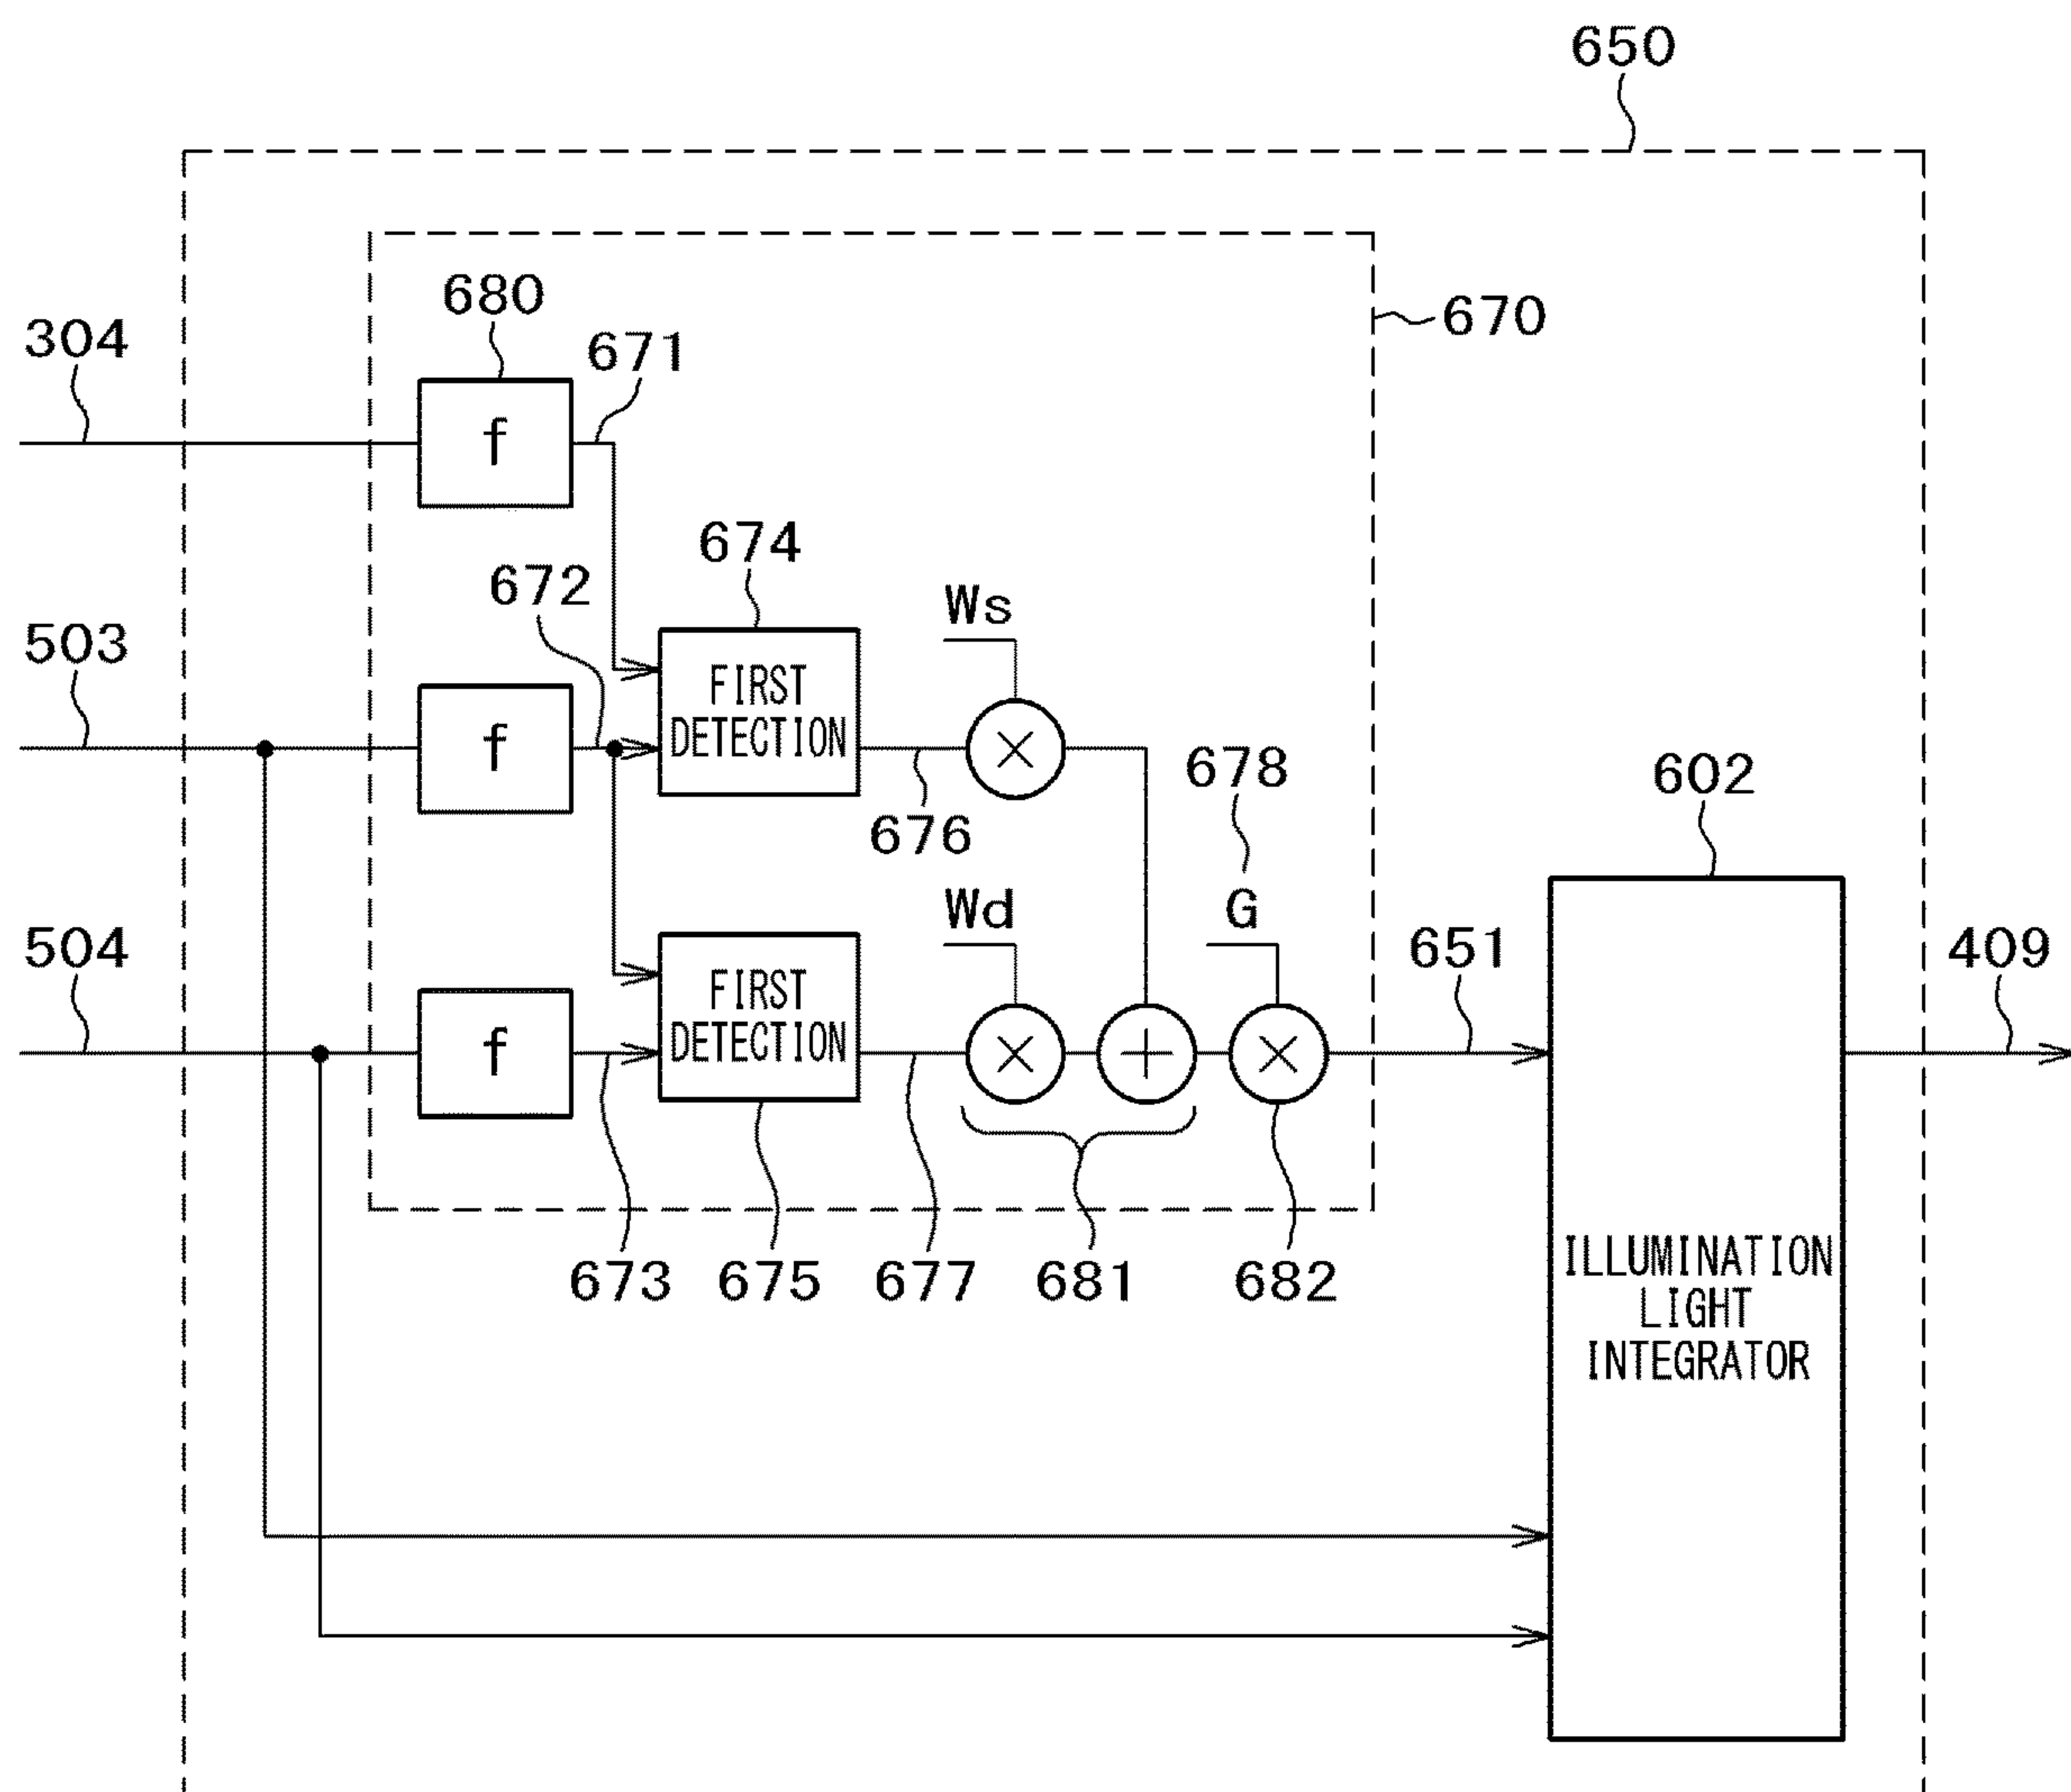 650
680
671
670
304
f
674
672
Ws
503
FIRST
DETECTION
f
×
678
602
676
Wd
G
504
651
409
FIRST
DETECTION
f
×
+
×
673
675
677
681
682
ILLUMINATION
LIGHT
INTEGRATOR